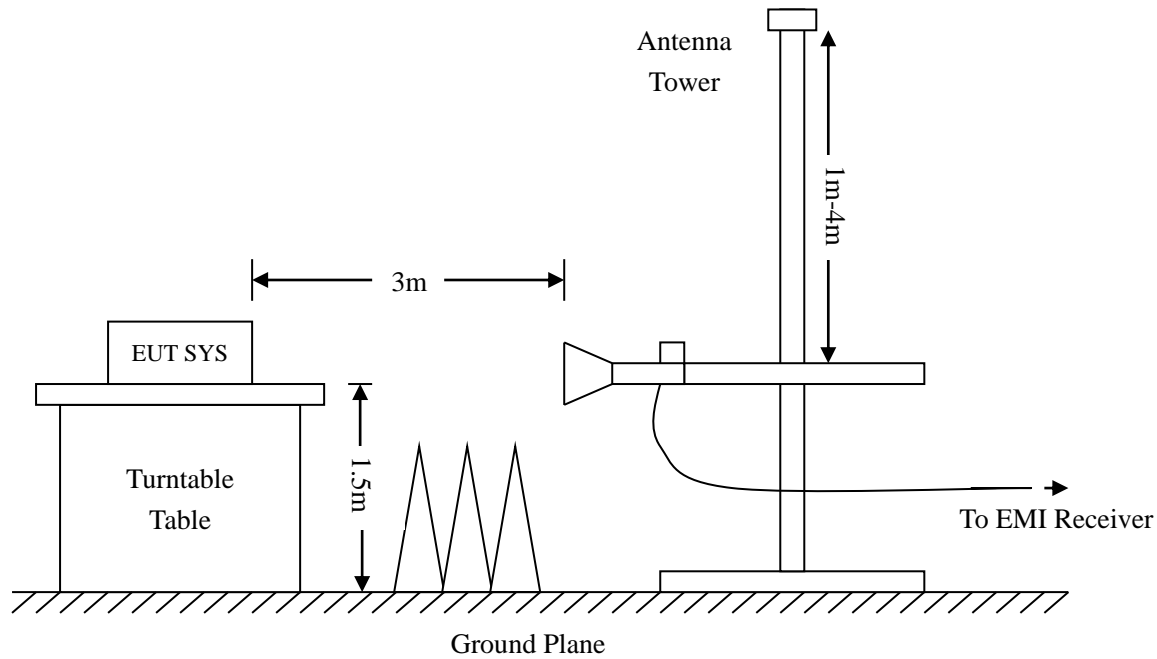 Antenna
Tower
1m-4m
3m
EUT SYS
1.5m
Turntable
Table
To EMI Receiver
Ground Plane